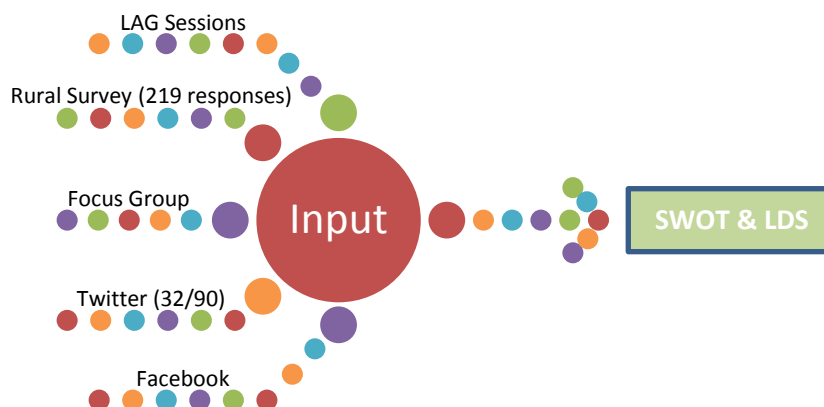 LAG Sessions
Rural Survey (219 responses)
Focus Group
Input
SWOT & LDS
Twitter (32/90)
Facebook